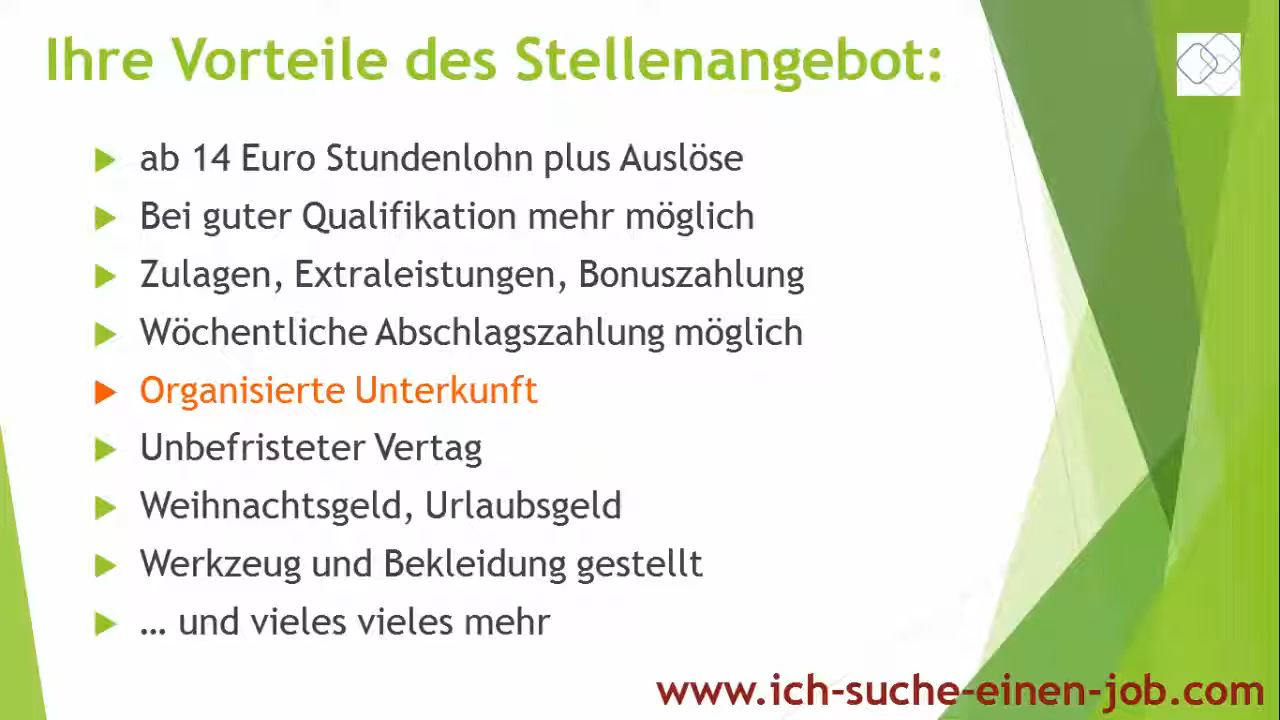 Ihre Vorteile des Stellenangebot:
ab 14 Euro Stundenlohn plus Auslöse
Bei guter Qualifikation mehr möglich
Zulagen, Extraleistungen, Bonuszahlung
Wöchentliche Abschlagszahlung möglich
Organisierte Unterkunft
Unbefristeter Vertag
Weihnachtsgeld, Urlaubsgeld
Werkzeug und Bekleidung gestellt
… und vieles vieles mehr
www.ich-suche-einen-job.com